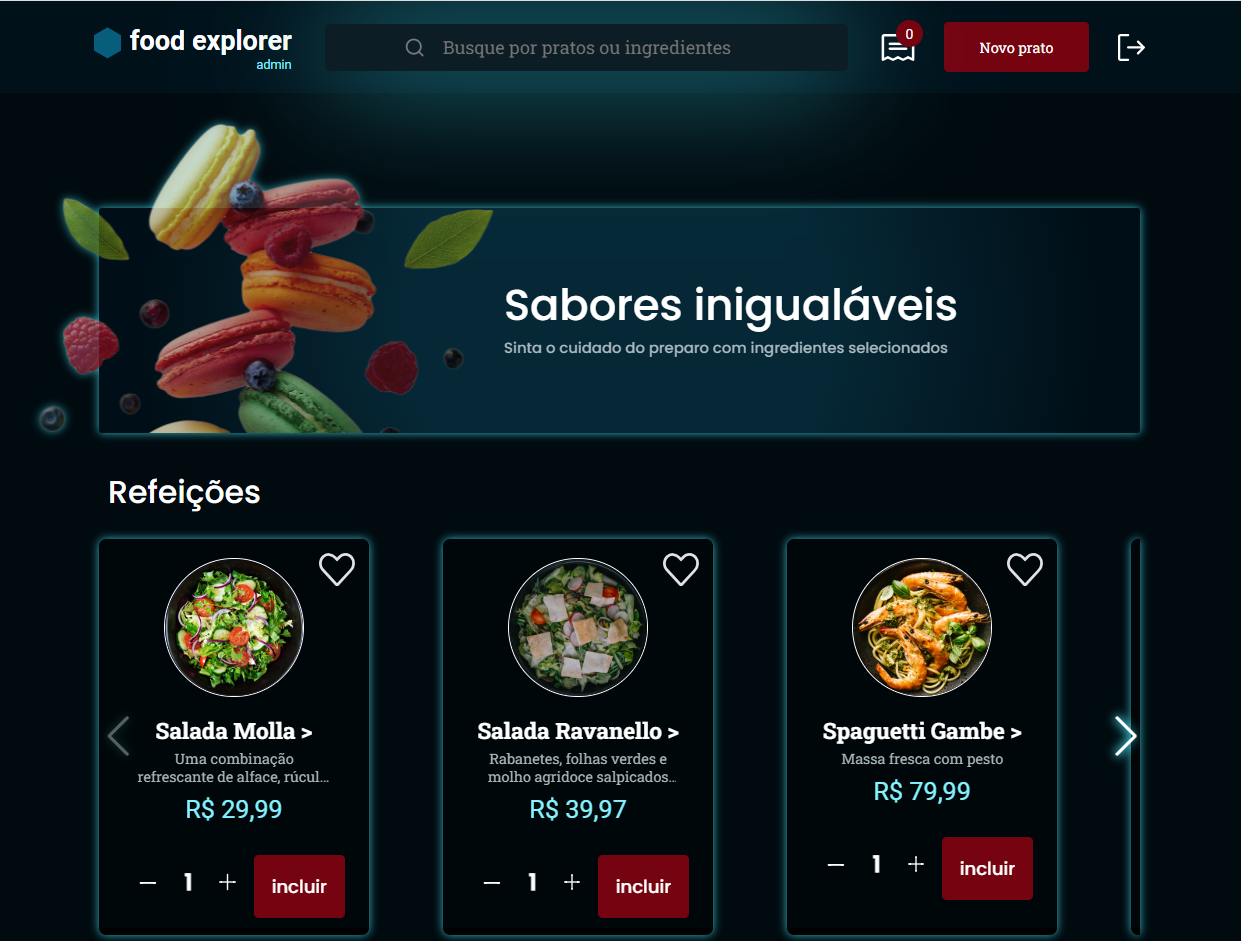 food explorer
admin
Busque por pratos ou ingredientes
0
Novo prato
Sabores inigualáveis
Sinta o cuidado do preparo com ingredientes selecionados
Refeições
Salada Molla >
Uma combinação
refrescante de alface, rúcul...
R$ 29,99
1
incluir
Salada Ravanello >
Rabanetes, folhas verdes e
molho agridoce salpicados...
R$ 39,97
1
incluir
Spaguetti Gambe >
Massa fresca com pesto
R$ 79,99
1
incluir